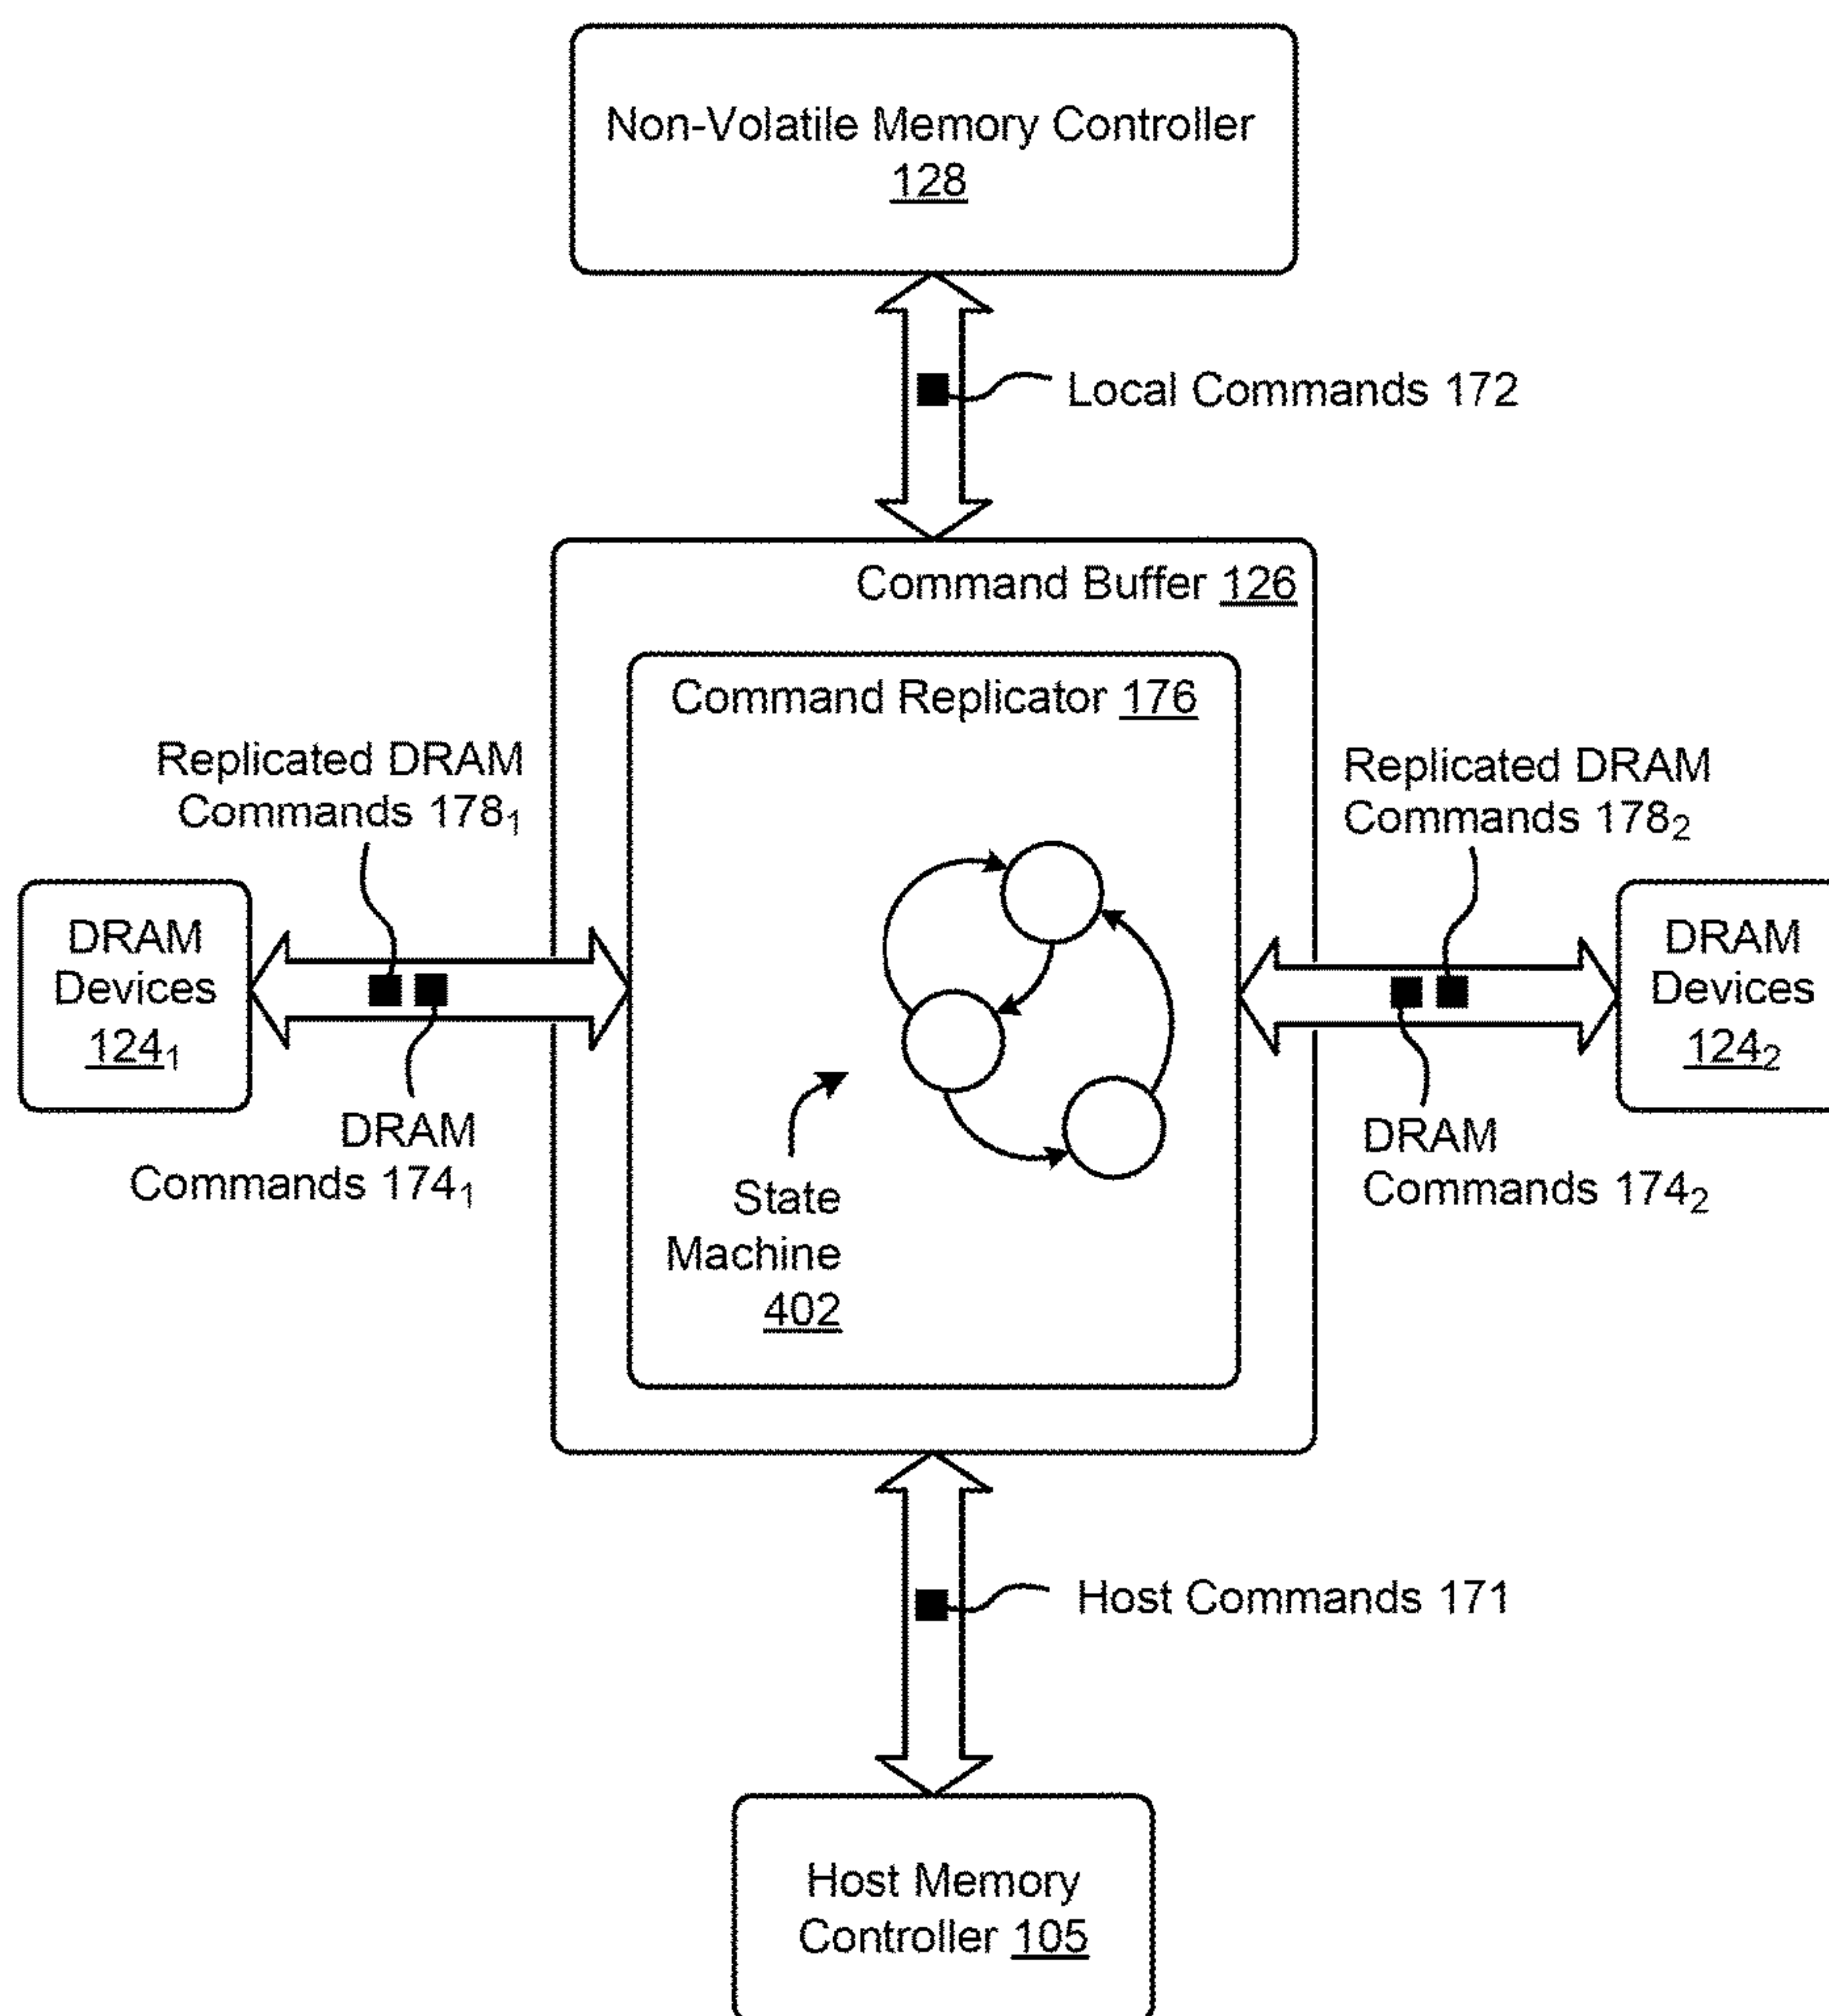 Non-Volatile Memory Controller
128
Local Commands 172
Command Buffer 126
Command Replicator 176
Replicated DRAM
Commands 178₁
Replicated DRAM
Commands 178₂
DRAM
Devices
124₁
DRAM
Devices
124₂
DRAM
Commands 174₁
DRAM
Commands 174₂
State
Machine
402
Host Commands 171
Host Memory
Controller 105